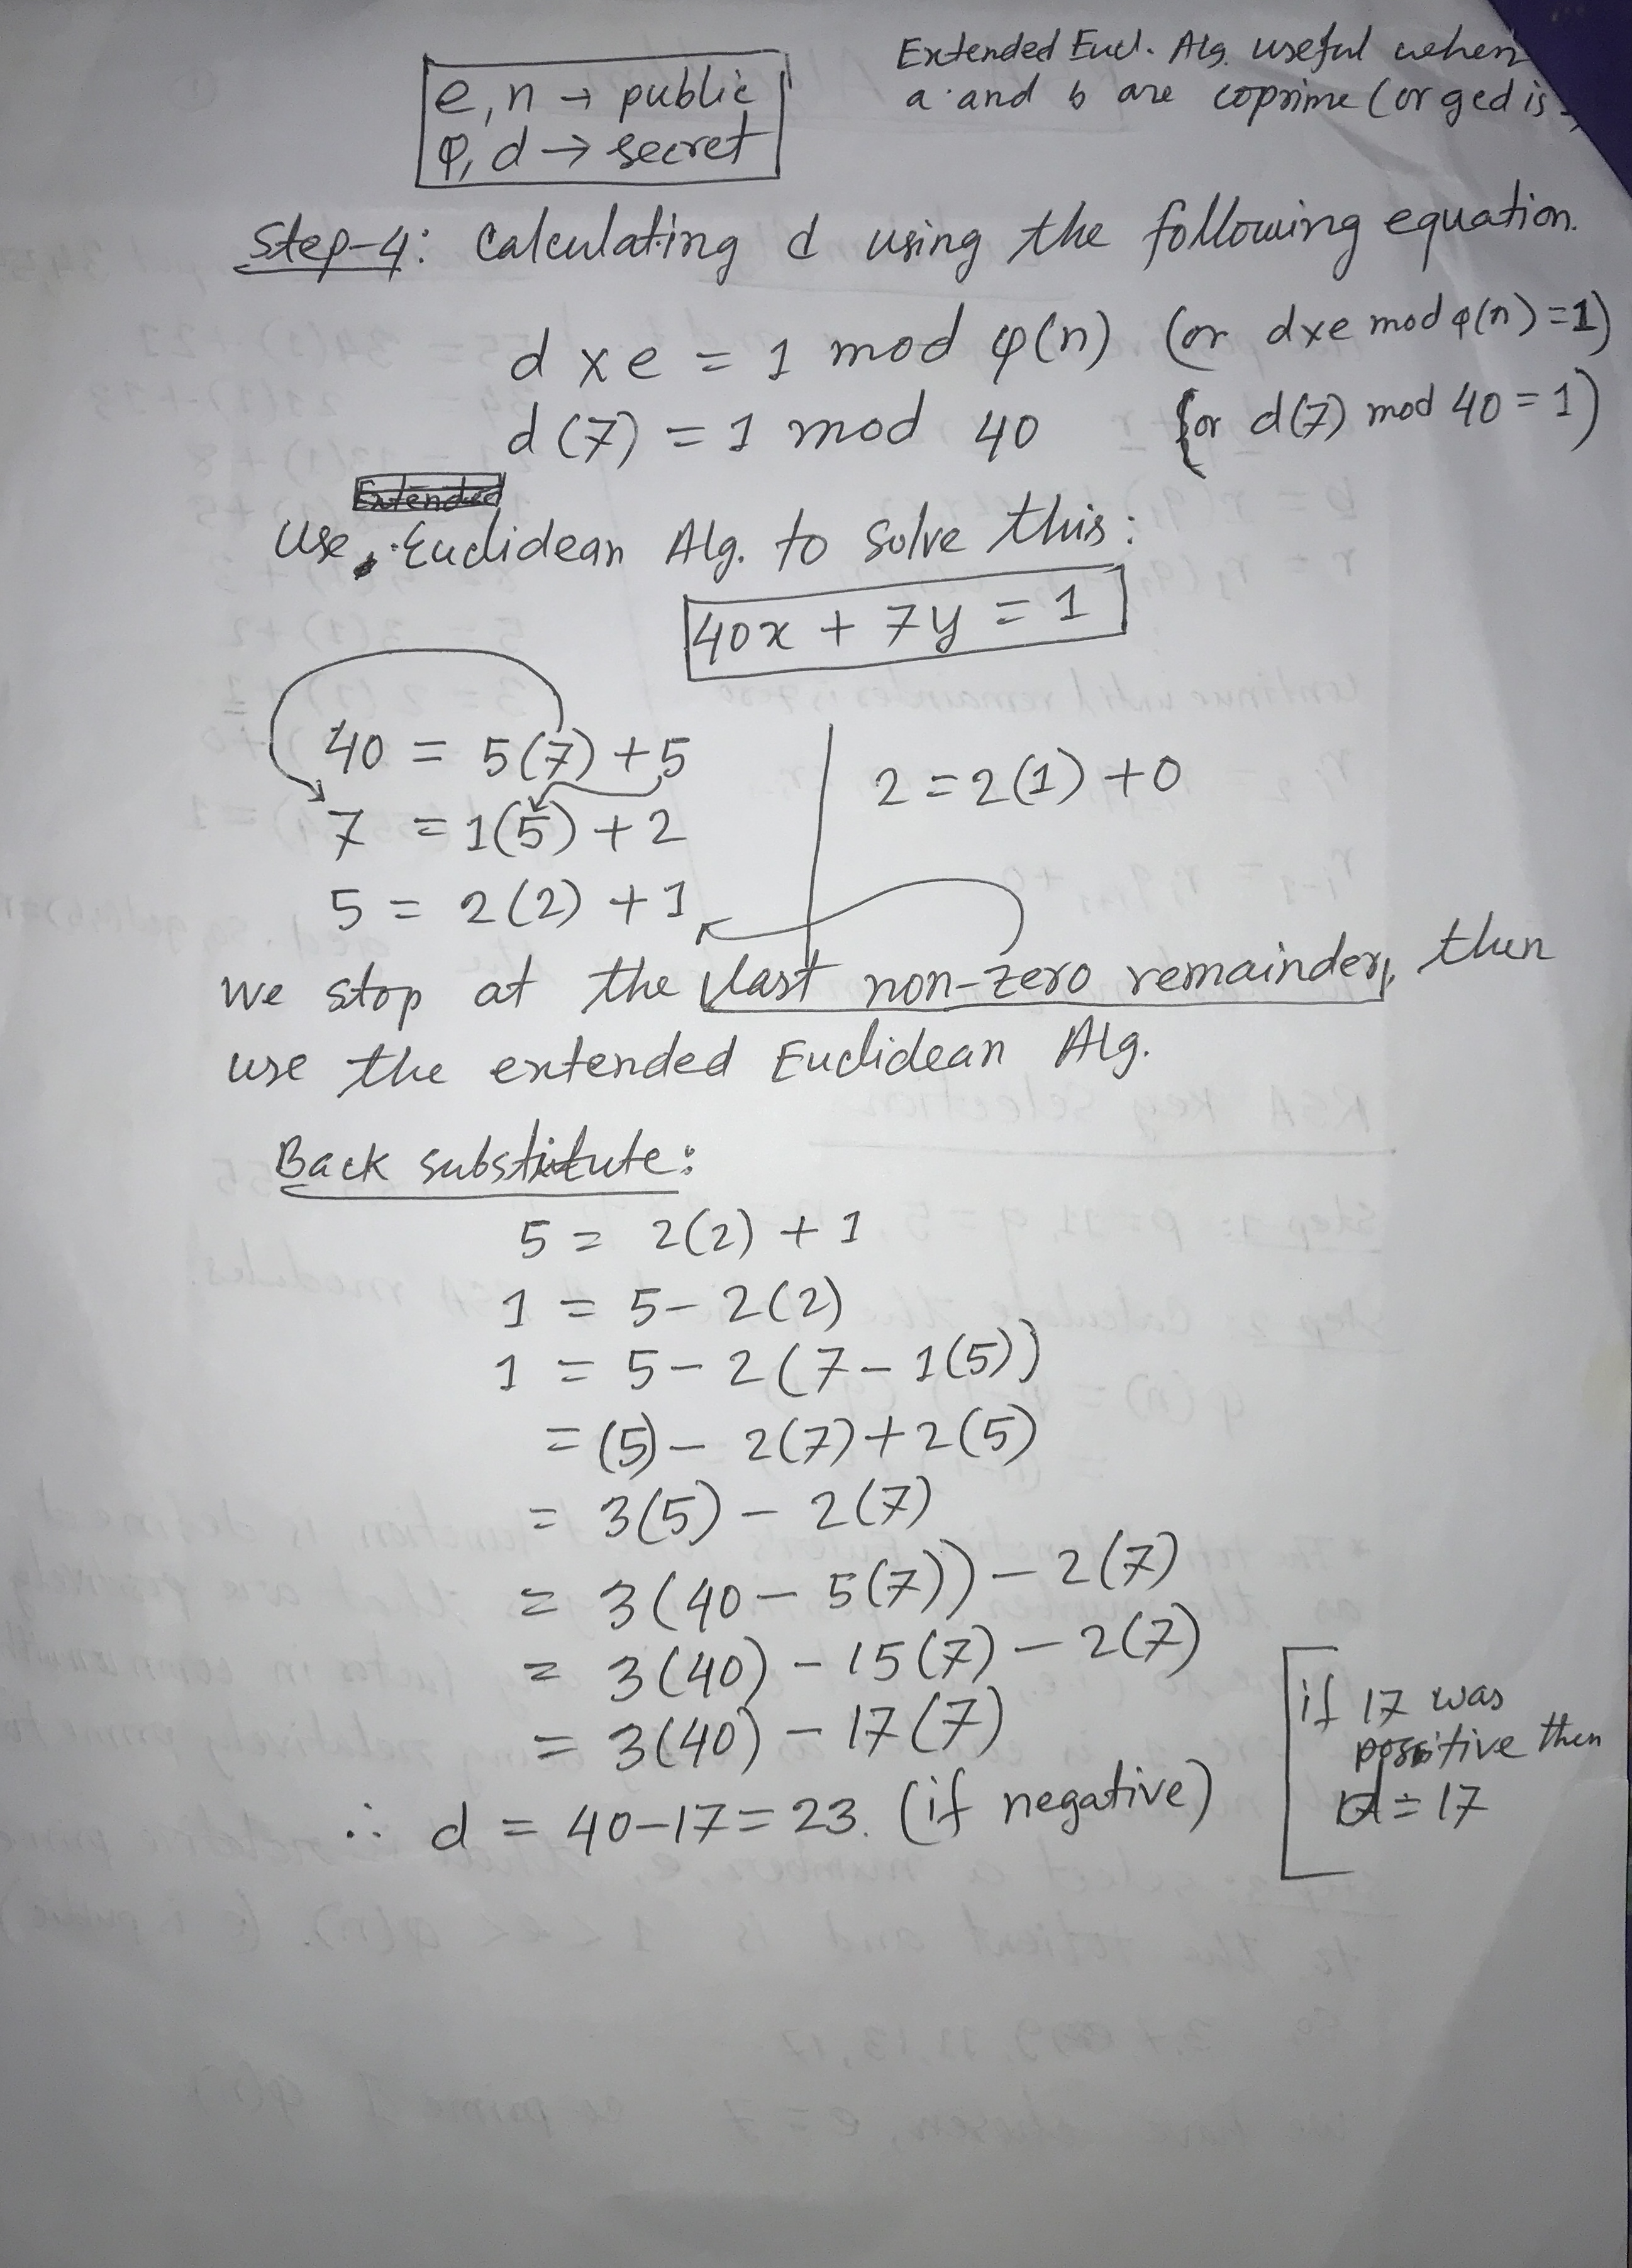 e, n → public
φ, d → secret
Extended Eucl. Alg. useful when
a and b are coprime (or gcd is
Step-4: Calculating d using the following equation.
d x e = 1 mod φ(n) (or dxe mod φ(n) = 1)
d(7) = 1 mod 40 (or d(7) mod 40 = 1)
Extended
Use Euclidean Alg. to solve this:
40x + 7y = 1
40 = 5(7) + 5
7 = 1(5) + 2
5 = 2(2) + 1
2 = 2(1) + 0
we stop at the last non-zero remainder, then
use the extended Euclidean Alg.
Back substitute:
5 = 2(2) + 1
1 = 5 - 2(2)
1 = 5 - 2(7 - 1(5))
= (5) - 2(7) + 2(5)
= 3(5) - 2(7)
= 3(40 - 5(7)) - 2(7)
= 3(40) - 15(7) - 2(7)
= 3(40) - 17(7)
∴ d = 40-17 = 23. (if negative)
if 17 was
positive then
d = 17